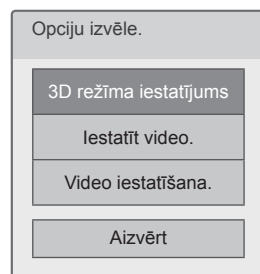 Opciju izvēle.
3D režīma iestatījums
Iestatīt video.
Video iestatīšana.
Aizvērt